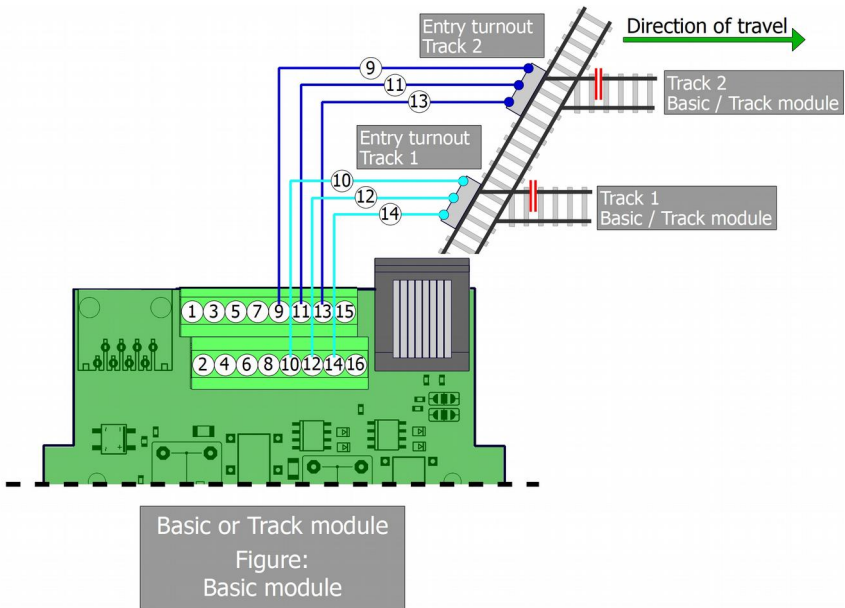 Entry turnout
Track 2
Direction of travel
9
11
13
Track 2
Basic / Track module
Entry turnout
Track 1
10
12
14
Track 1
Basic / Track module
1 3 5 7 9 11 13 15
2 4 6 8 10 12 14 16
Basic or Track module
Figure:
Basic module